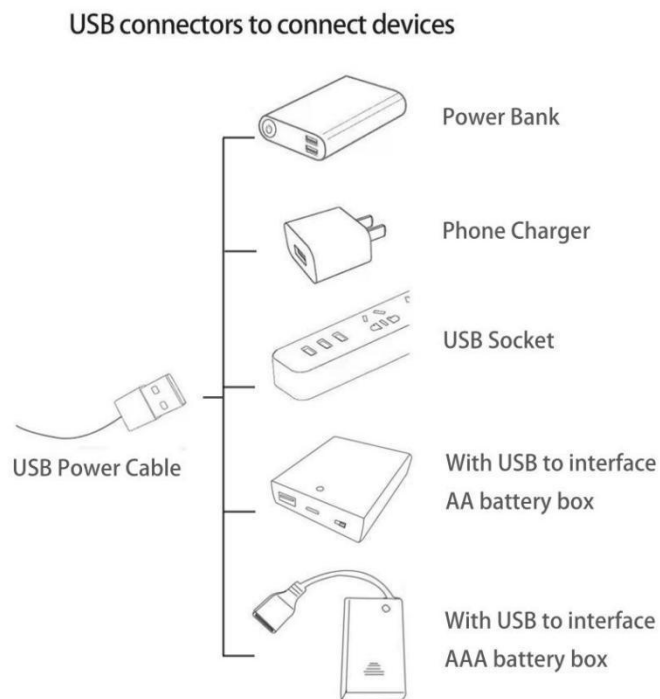 USB connectors to connect devices
Power Bank
Phone Charger
USB Socket
USB Power Cable
With USB to interface
AA battery box
With USB to interface
AAA battery box